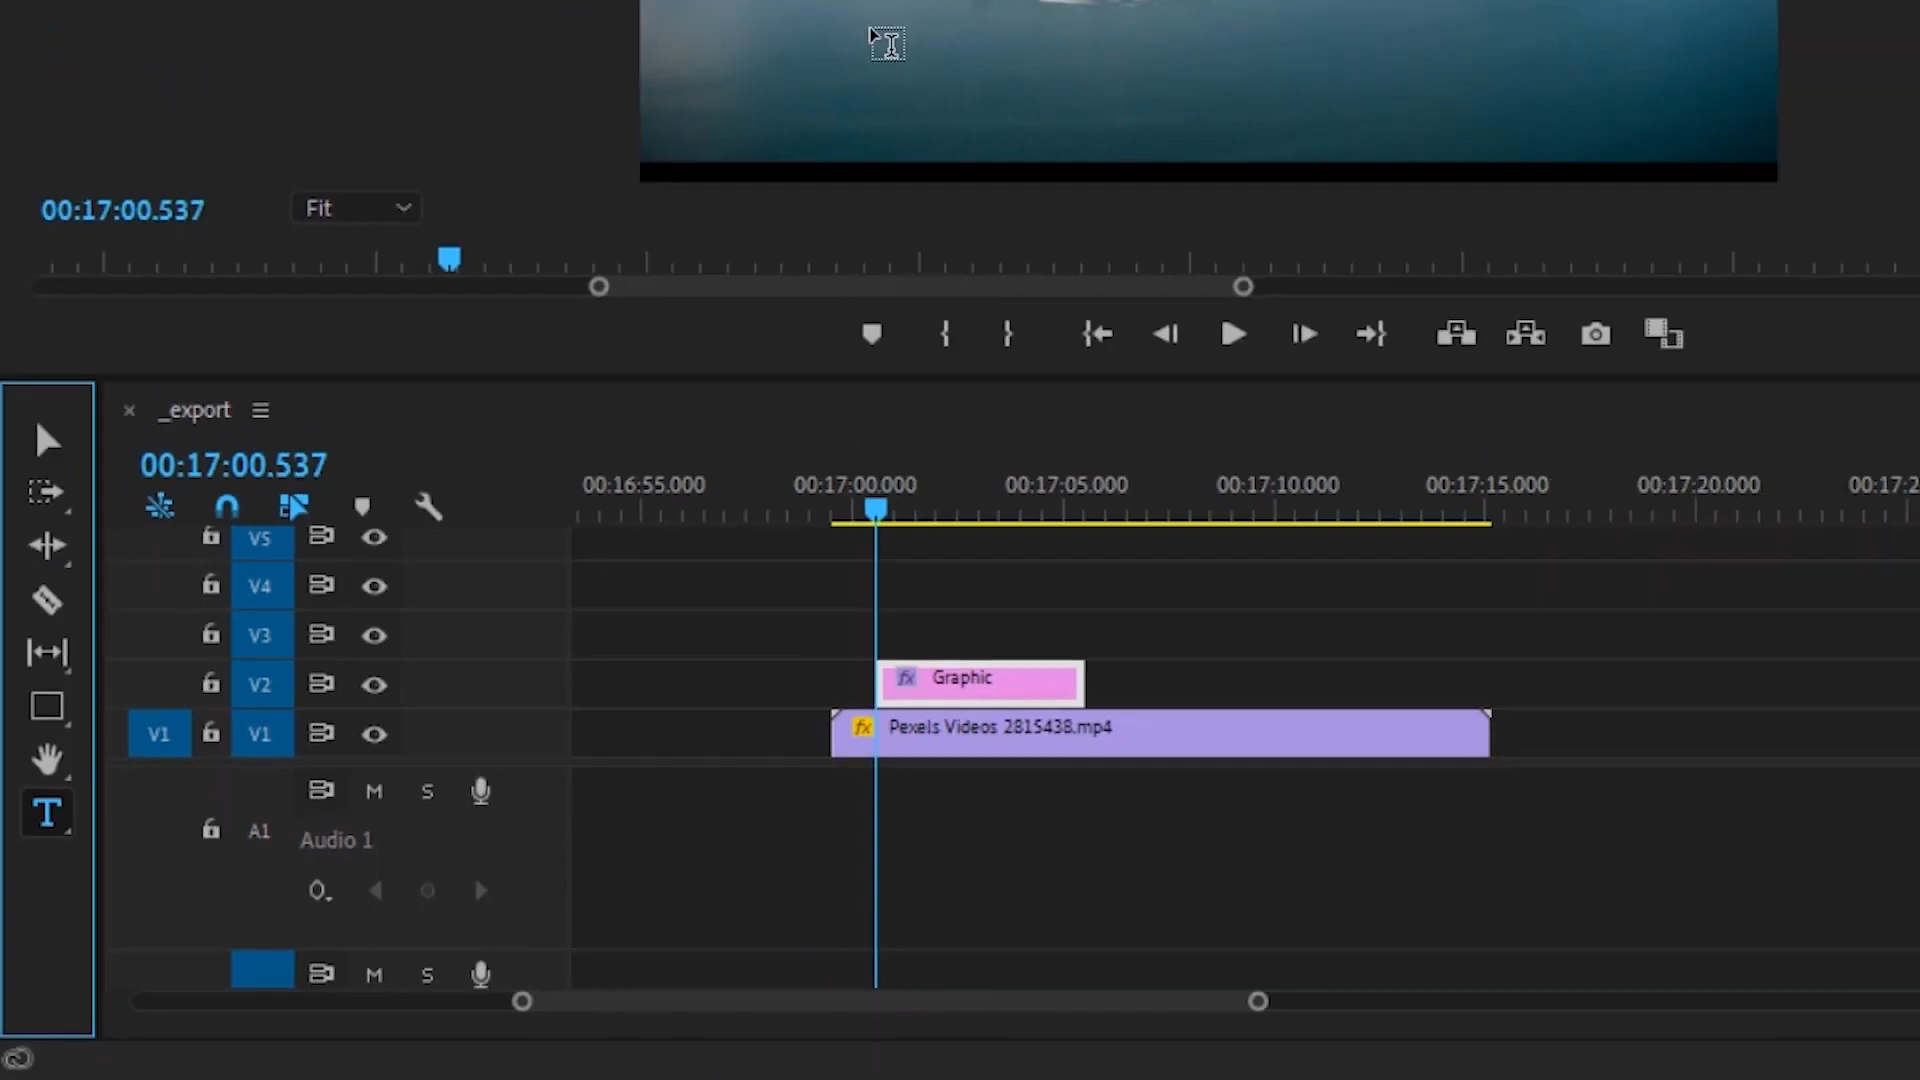 00:17:00.537
Fit
_export
00:17:00.537
00:16:55.000
00:17:00.000
00:17:05.000
00:17:10.000
00:17:15.000
00:17:20.000
00:17:2
V5
V4
V3
V2
fx Graphic
V1
V1
fx Pexels Videos 2815438.mp4
M
S
A1
Audio 1
M
S
T